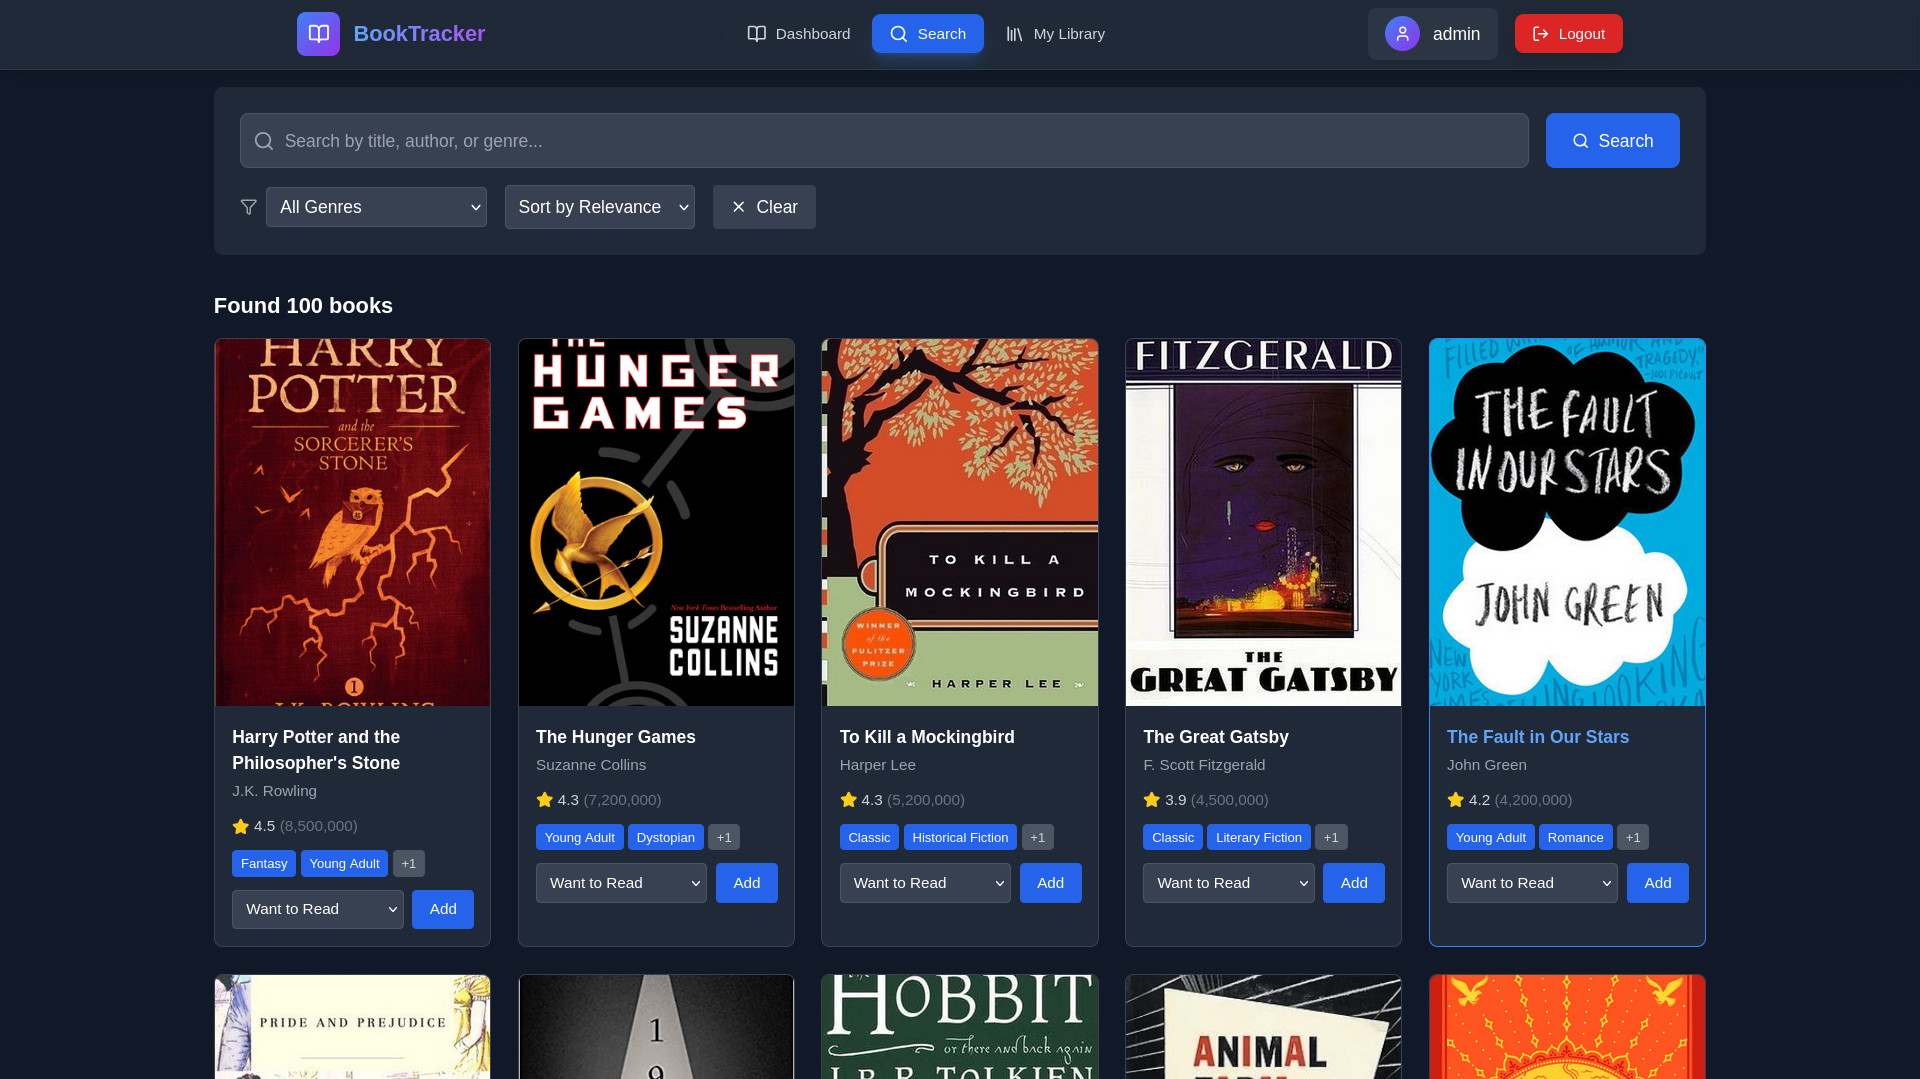 BookTracker
Dashboard
Search
My Library
admin
Logout
Search by title, author, or genre...
Search
All Genres
Sort by Relevance
Clear
Found 100 books
HARRY
POTTER
and the
SORCERER'S
STONE
1
J.K. ROWLING
Harry Potter and the
Philosopher's Stone
J.K. Rowling
4.5 (8,500,000)
Fantasy
Young Adult
+1
Want to Read
Add
THE
HUNGER
GAMES
New York Times Bestselling Author
SUZANNE
COLLINS
The Hunger Games
Suzanne Collins
4.3 (7,200,000)
Young Adult
Dystopian
+1
Want to Read
Add
TO KILL A
MOCKINGBIRD
WINNER
of the
PULITZER
PRIZE
HARPER LEE
To Kill a Mockingbird
Harper Lee
4.3 (5,200,000)
Classic
Historical Fiction
+1
Want to Read
Add
FITZGERALD
THE
GREAT GATSBY
The Great Gatsby
F. Scott Fitzgerald
3.9 (4,500,000)
Classic
Literary Fiction
+1
Want to Read
Add
"E HUMOR AND
TRAGEDY."
—JODI PICOULT
THE FAULT
IN OUR STARS
JOHN GREEN
NEW
YORK
TIMES
The Fault in Our Stars
John Green
4.2 (4,200,000)
Young Adult
Romance
+1
Want to Read
Add
PRIDE AND PREJUDICE
1
9
HOBBIT
or there and back again
J.R.R. TOLKIEN
ANIMAL
FARM